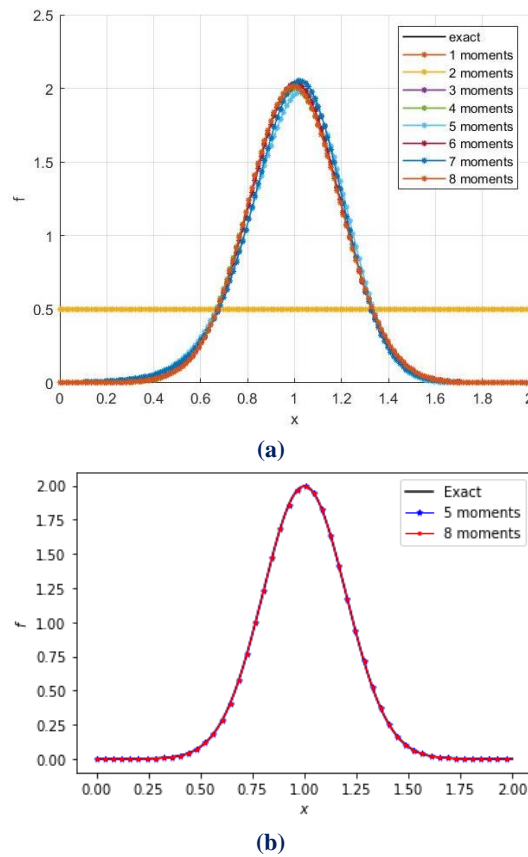 2.5
2
1.5
1
0.5
0
f
exact
1 moments
2 moments
3 moments
4 moments
5 moments
6 moments
7 moments
8 moments
0 0.2 0.4 0.6 0.8 1 1.2 1.4 1.6 1.8 2
x
(a)
2.00
1.75
1.50
1.25
1.00
0.75
0.50
0.25
0.00
f
Exact
5 moments
8 moments
0.00 0.25 0.50 0.75 1.00 1.25 1.50 1.75 2.00
x
(b)